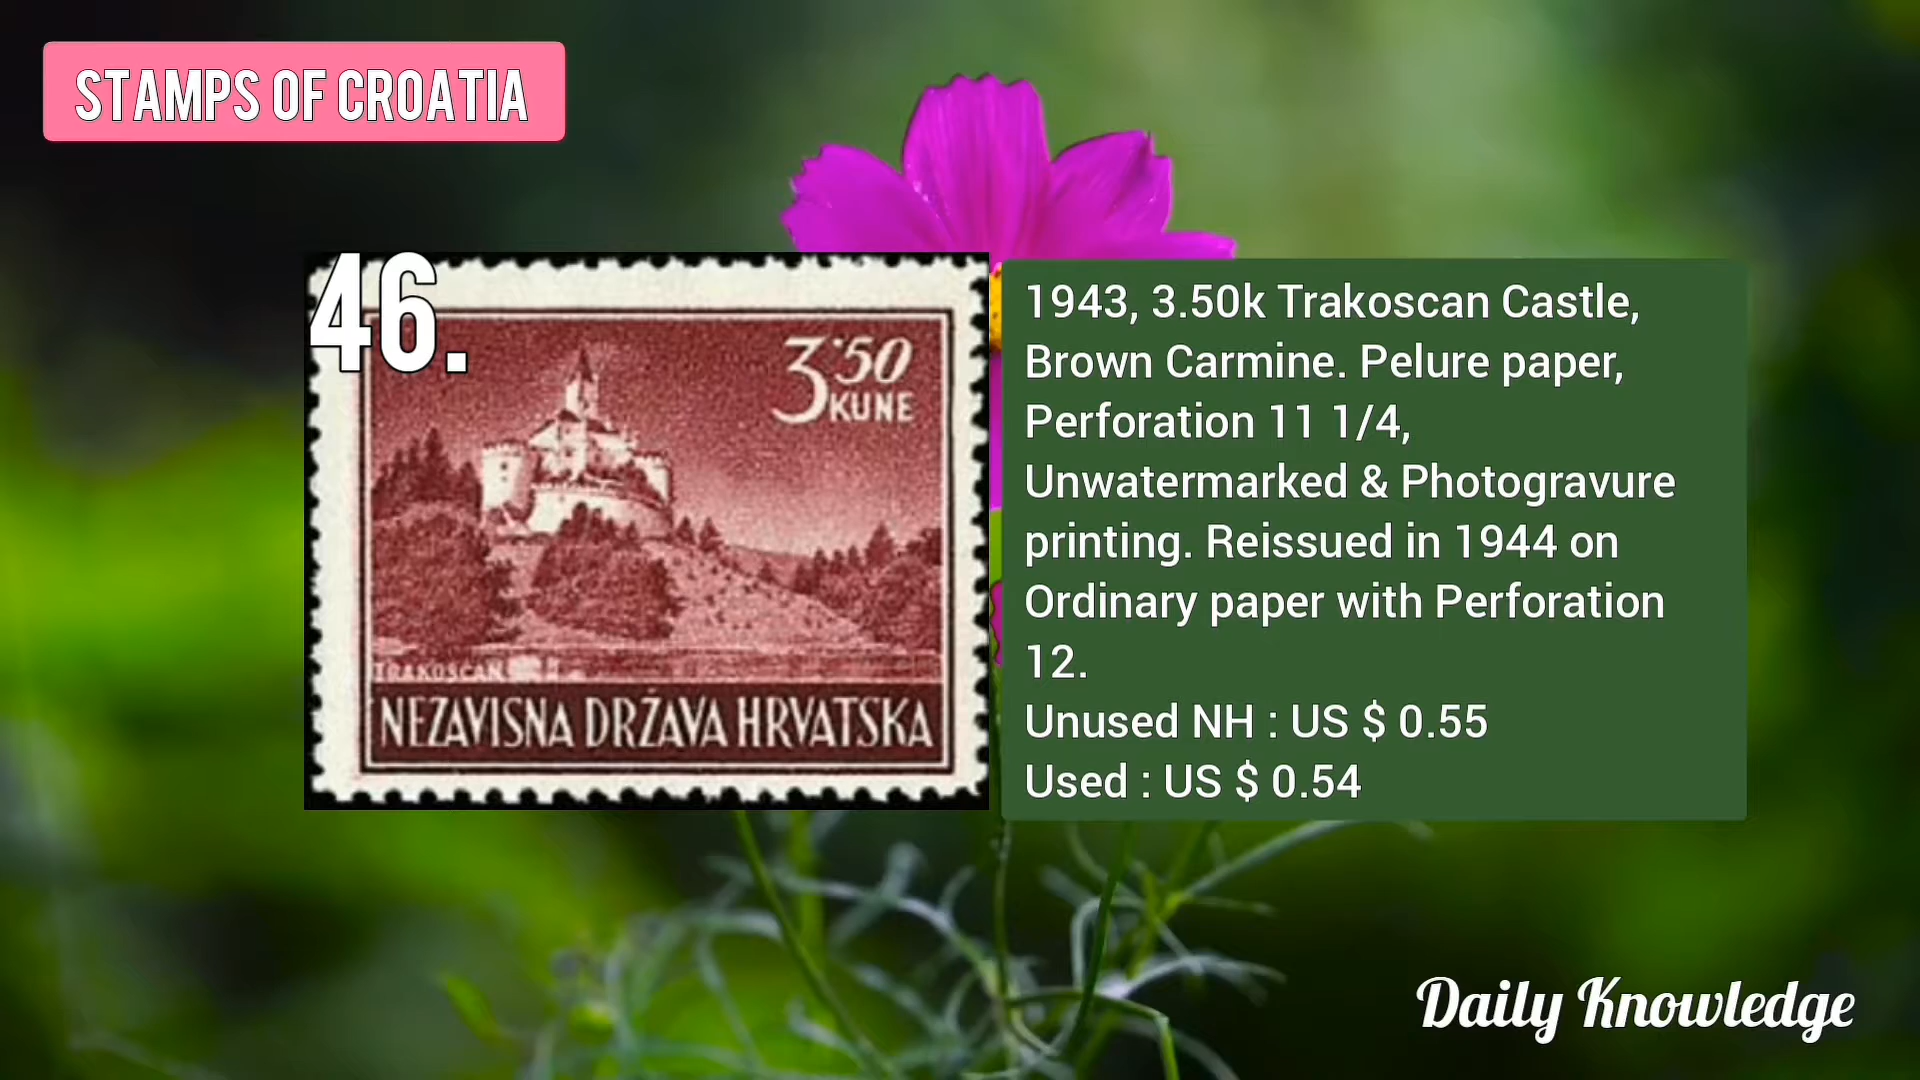 STAMPS OF CROATIA
46.
3.50
KUNE
TRAKOSCAN
NEZAVISNA DRŽAVA HRVATSKA
1943, 3.50k Trakoscan Castle,
Brown Carmine. Pelure paper,
Perforation 11 1/4,
Unwatermarked & Photogravure
printing. Reissued in 1944 on
Ordinary paper with Perforation
12.
Unused NH : US $ 0.55
Used : US $ 0.54
Daily Knowledge